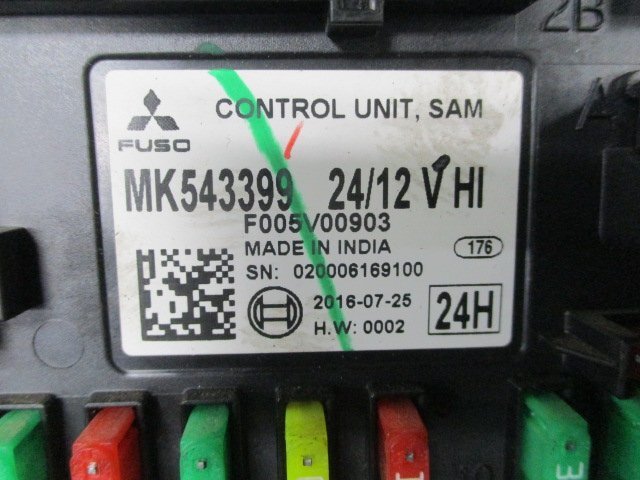 2B
A
CONTROL UNIT, SAM
FUSO
MK543399 24/12 V HI
F005V00903
MADE IN INDIA 176
SN: 020006169100
2016-07-25
H.W: 0002
24H
3